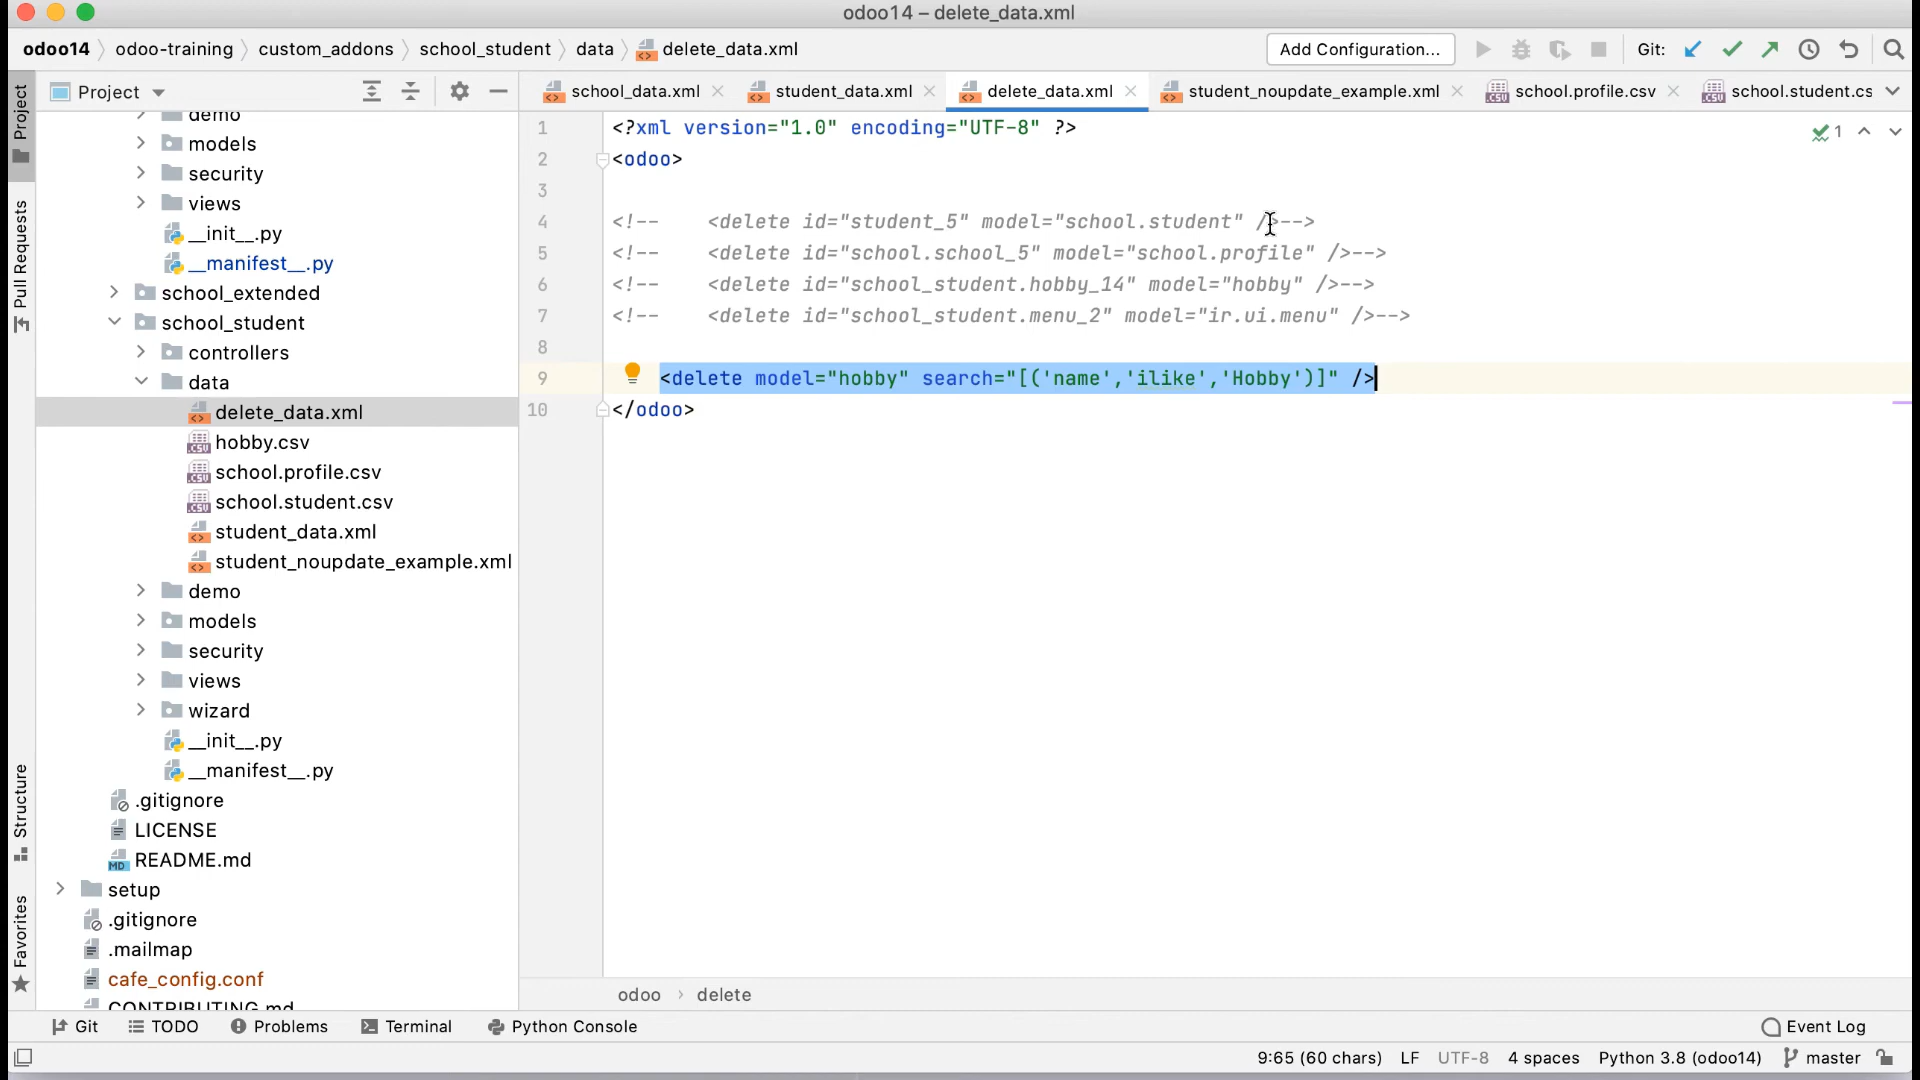 odoo14 – delete_data.xml
odoo14 odoo-training custom_addons school_student data delete_data.xml
Add Configuration... Git:
Project
school_data.xml student_data.xml delete_data.xml student_noupdate_example.xml school.profile.csv school.student.cs
Project
Pull Requests
Structure
Favorites
demo
models
security
views
__init__.py
__manifest__.py
school_extended
school_student
controllers
data
delete_data.xml
hobby.csv
school.profile.csv
school.student.csv
student_data.xml
student_noupdate_example.xml
demo
models
security
views
wizard
__init__.py
__manifest__.py
.gitignore
LICENSE
README.md
setup
.gitignore
.mailmap
cafe_config.conf
CONTRIBUTING.md
1 <?xml version="1.0" encoding="UTF-8" ?>
2 <odoo>
3
4 <!--    <delete id="student_5" model="school.student" />-->
5 <!--    <delete id="school.school_5" model="school.profile" />-->
6 <!--    <delete id="school_student.hobby_14" model="hobby" />-->
7 <!--    <delete id="school_student.menu_2" model="ir.ui.menu" />-->
8
9     <delete model="hobby" search="[('name','ilike','Hobby')]" />
10 </odoo>
1
odoo › delete
Git TODO Problems Terminal Python Console Event Log
9:65 (60 chars) LF UTF-8 4 spaces Python 3.8 (odoo14) master